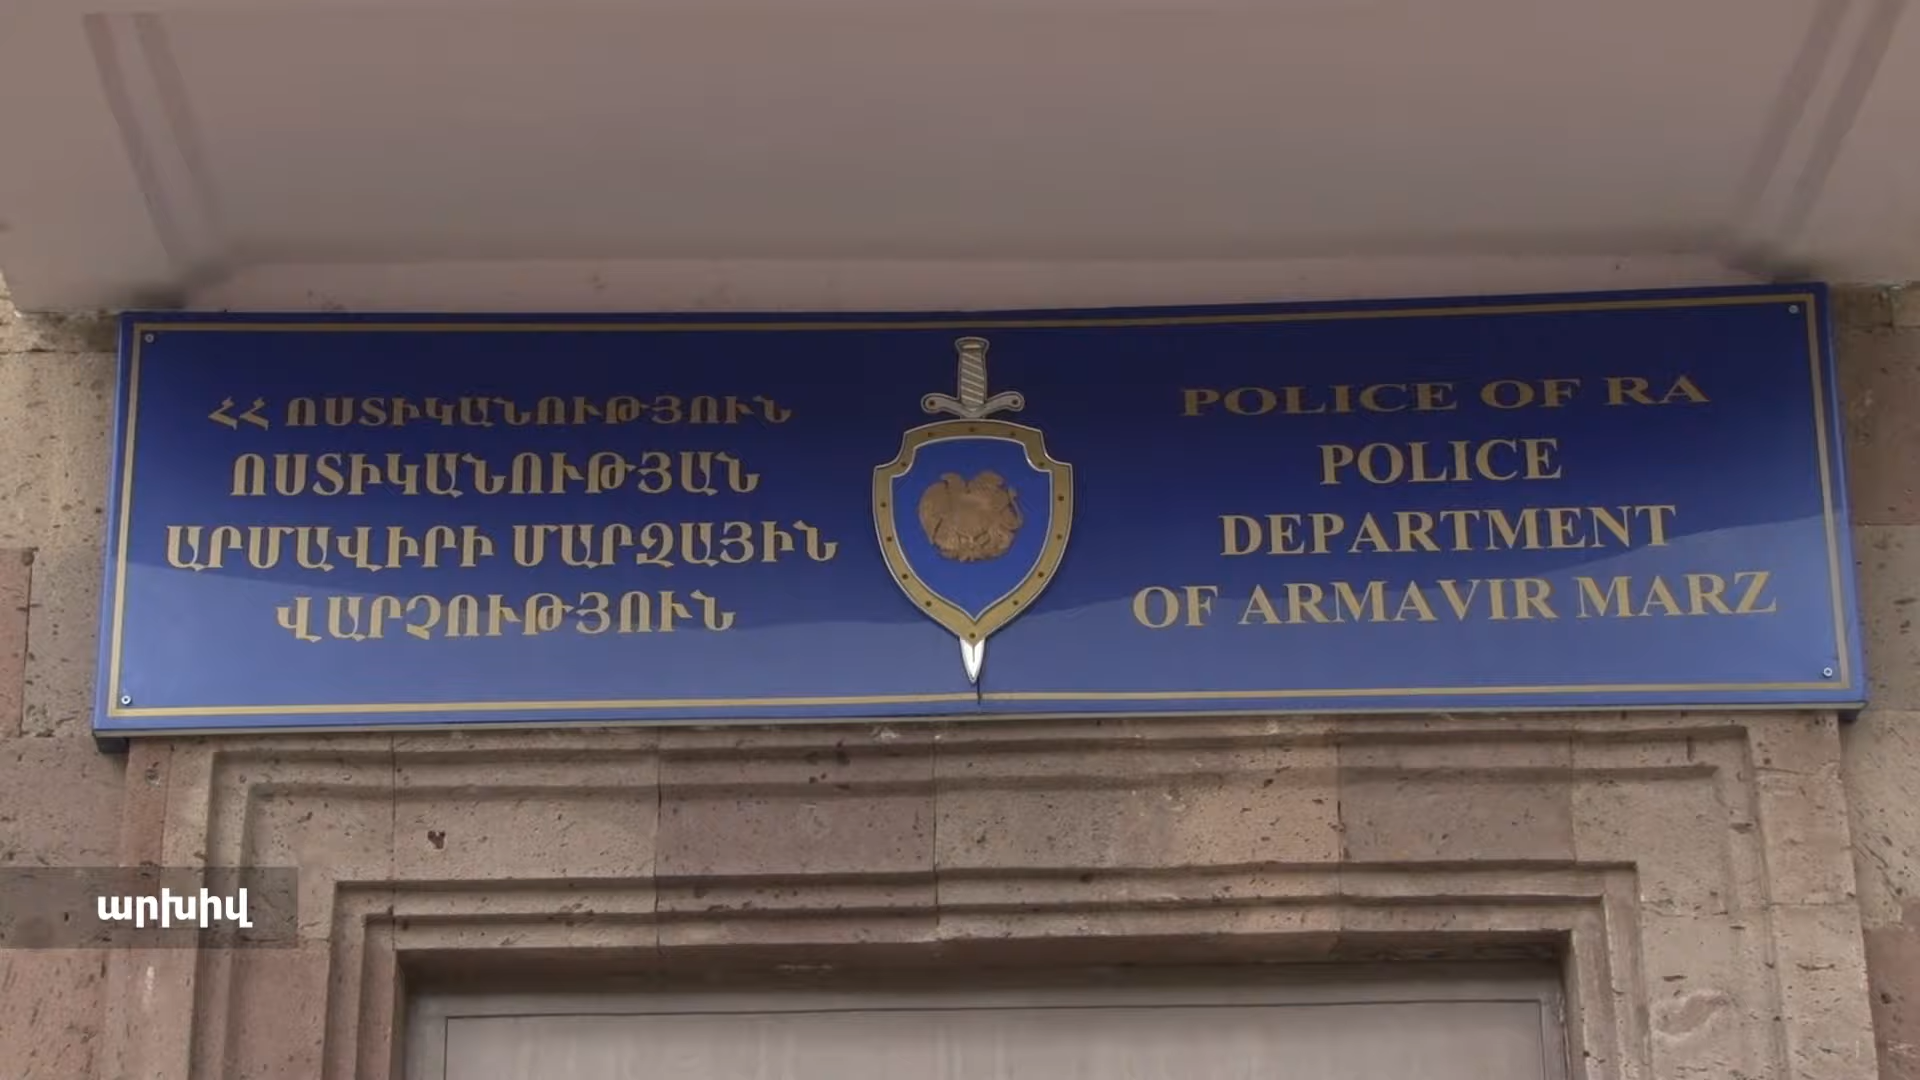 ՀՀ ՈՍՏԻԿԱՆՈՒԹՅՈՒՆ
ՈՍՏԻԿԱՆՈՒԹՅԱՆ
ԱՐՄԱՎԻՐԻ ՄԱՐԶԱՅԻՆ
ՎԱՐՉՈՒԹՅՈՒՆ
POLICE OF RA
POLICE
DEPARTMENT
OF ARMAVIR MARZ
արխիվ